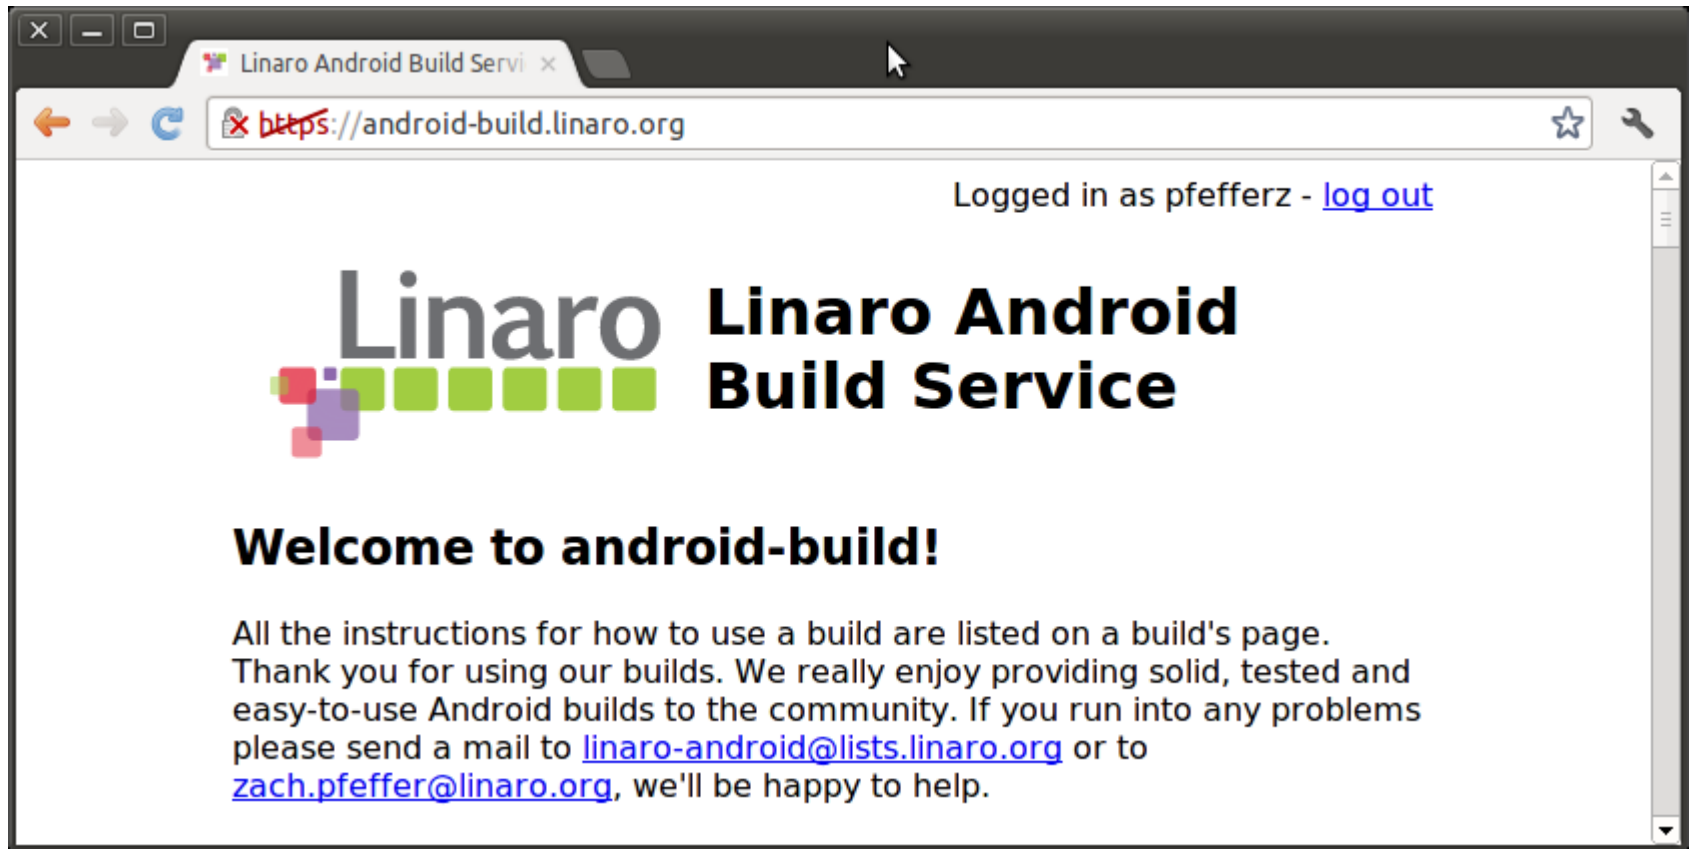 Linaro Android Build Servi
https://android-build.linaro.org
Logged in as pfefferz - log out
Linaro
Linaro Android
Build Service
Welcome to android-build!
All the instructions for how to use a build are listed on a build's page.
Thank you for using our builds. We really enjoy providing solid, tested and
easy-to-use Android builds to the community. If you run into any problems
please send a mail to linaro-android@lists.linaro.org or to
zach.pfeffer@linaro.org, we'll be happy to help.